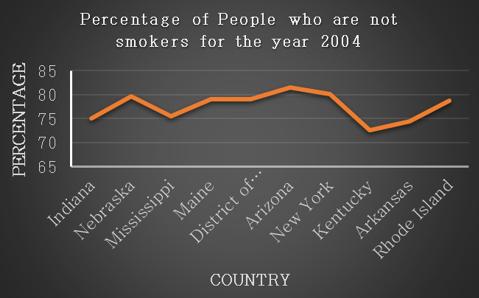 Percentage of People who are not
smokers for the year 2004
PERCENTAGE
85
80
75
70
65
Indiana
Nebraska
Mississippi
Maine
District of...
Arizona
New York
Kentucky
Arkansas
Rhode Island
COUNTRY